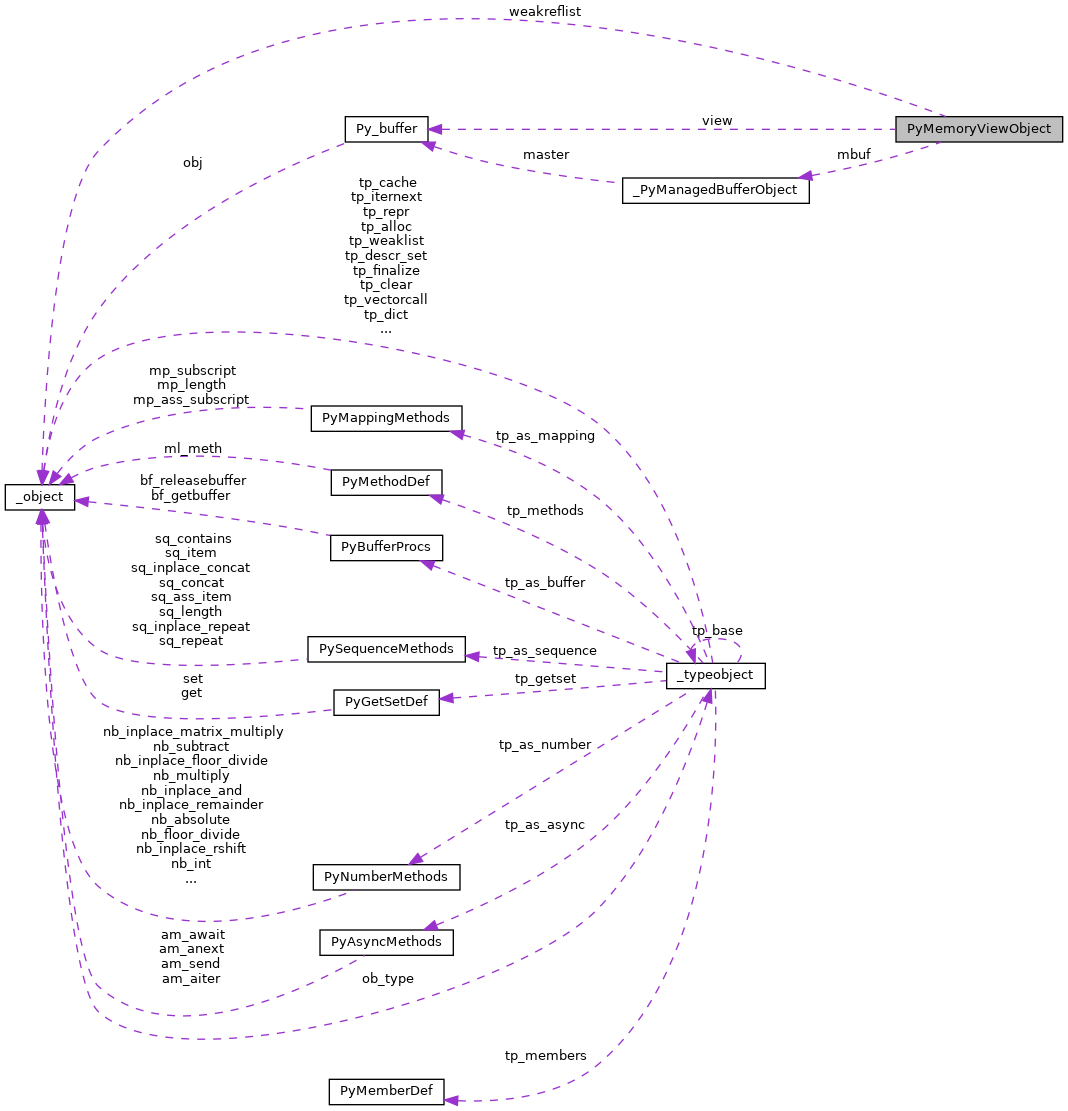 weakreflist
Py_buffer
view
PyMemoryViewObject
obj
master
mbuf
_PyManagedBufferObject
tp_cache
tp_iternext
tp_repr
tp_alloc
tp_weaklist
tp_descr_set
tp_finalize
tp_clear
tp_vectorcall
tp_dict
...
mp_subscript
mp_length
mp_ass_subscript
PyMappingMethods
tp_as_mapping
ml_meth
PyMethodDef
tp_methods
_object
bf_releasebuffer
bf_getbuffer
PyBufferProcs
tp_as_buffer
sq_contains
sq_item
sq_inplace_concat
sq_concat
sq_ass_item
sq_length
sq_inplace_repeat
sq_repeat
PySequenceMethods
tp_as_sequence
tp_base
_typeobject
set
get
PyGetSetDef
tp_getset
nb_inplace_matrix_multiply
nb_subtract
nb_inplace_floor_divide
nb_multiply
nb_inplace_and
nb_inplace_remainder
nb_absolute
nb_floor_divide
nb_inplace_rshift
nb_int
...
PyNumberMethods
tp_as_number
tp_as_async
am_await
am_anext
am_send
am_aiter
PyAsyncMethods
ob_type
tp_members
PyMemberDef